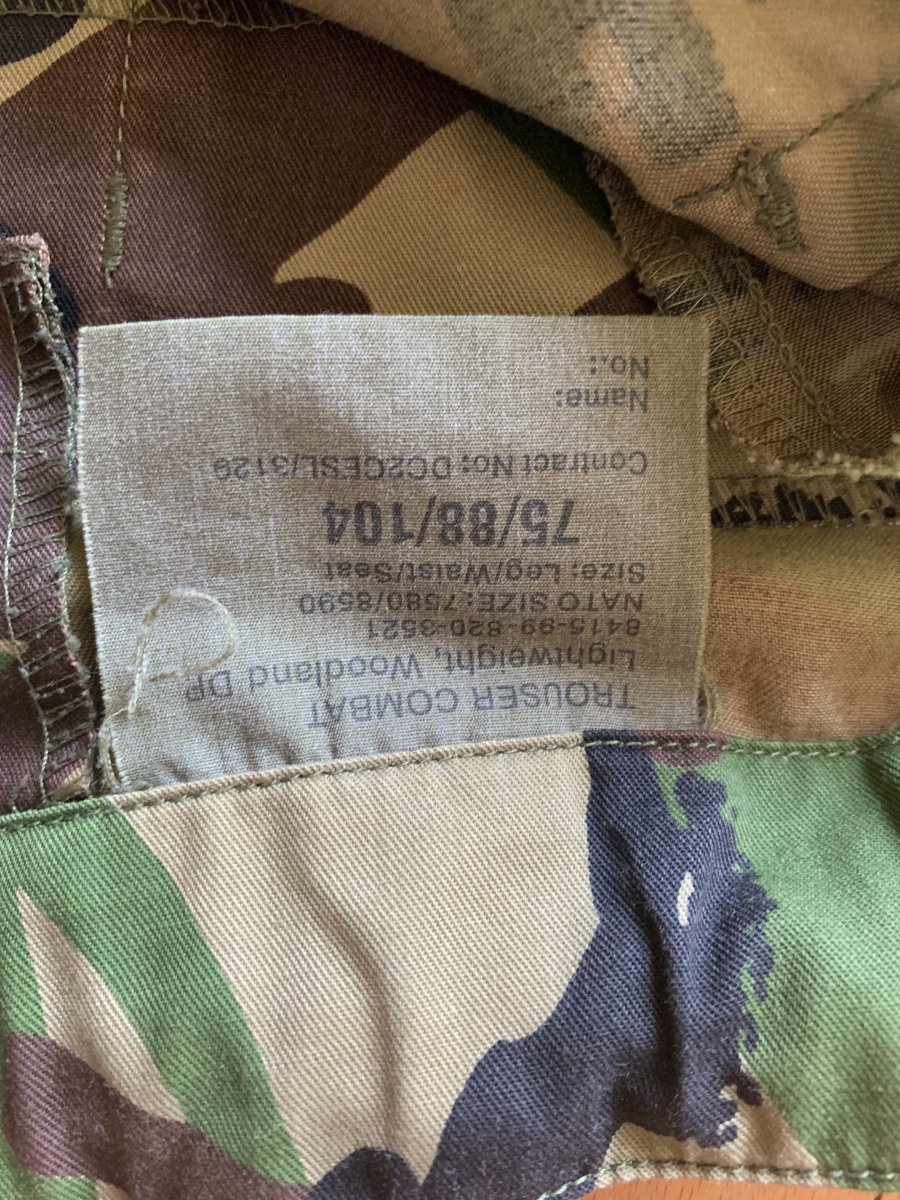 TROUSER COMBAT
Lightweight, Woodland DP
8415-99-820-3521
NATO SIZE: 7580/8590
Size: Leg/Waist/Seat
75/88/104
Contract No: DC2CESL/3129
Name:
No.: